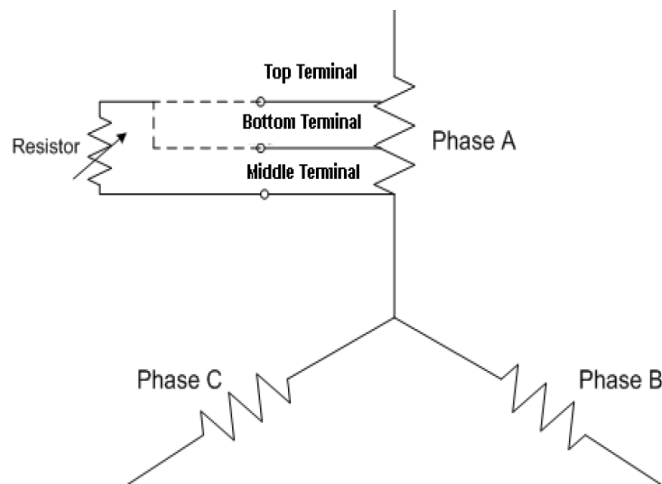 Top Terminal
Bottom Terminal
Phase A
Resistor
Middle Terminal
Phase C
Phase B